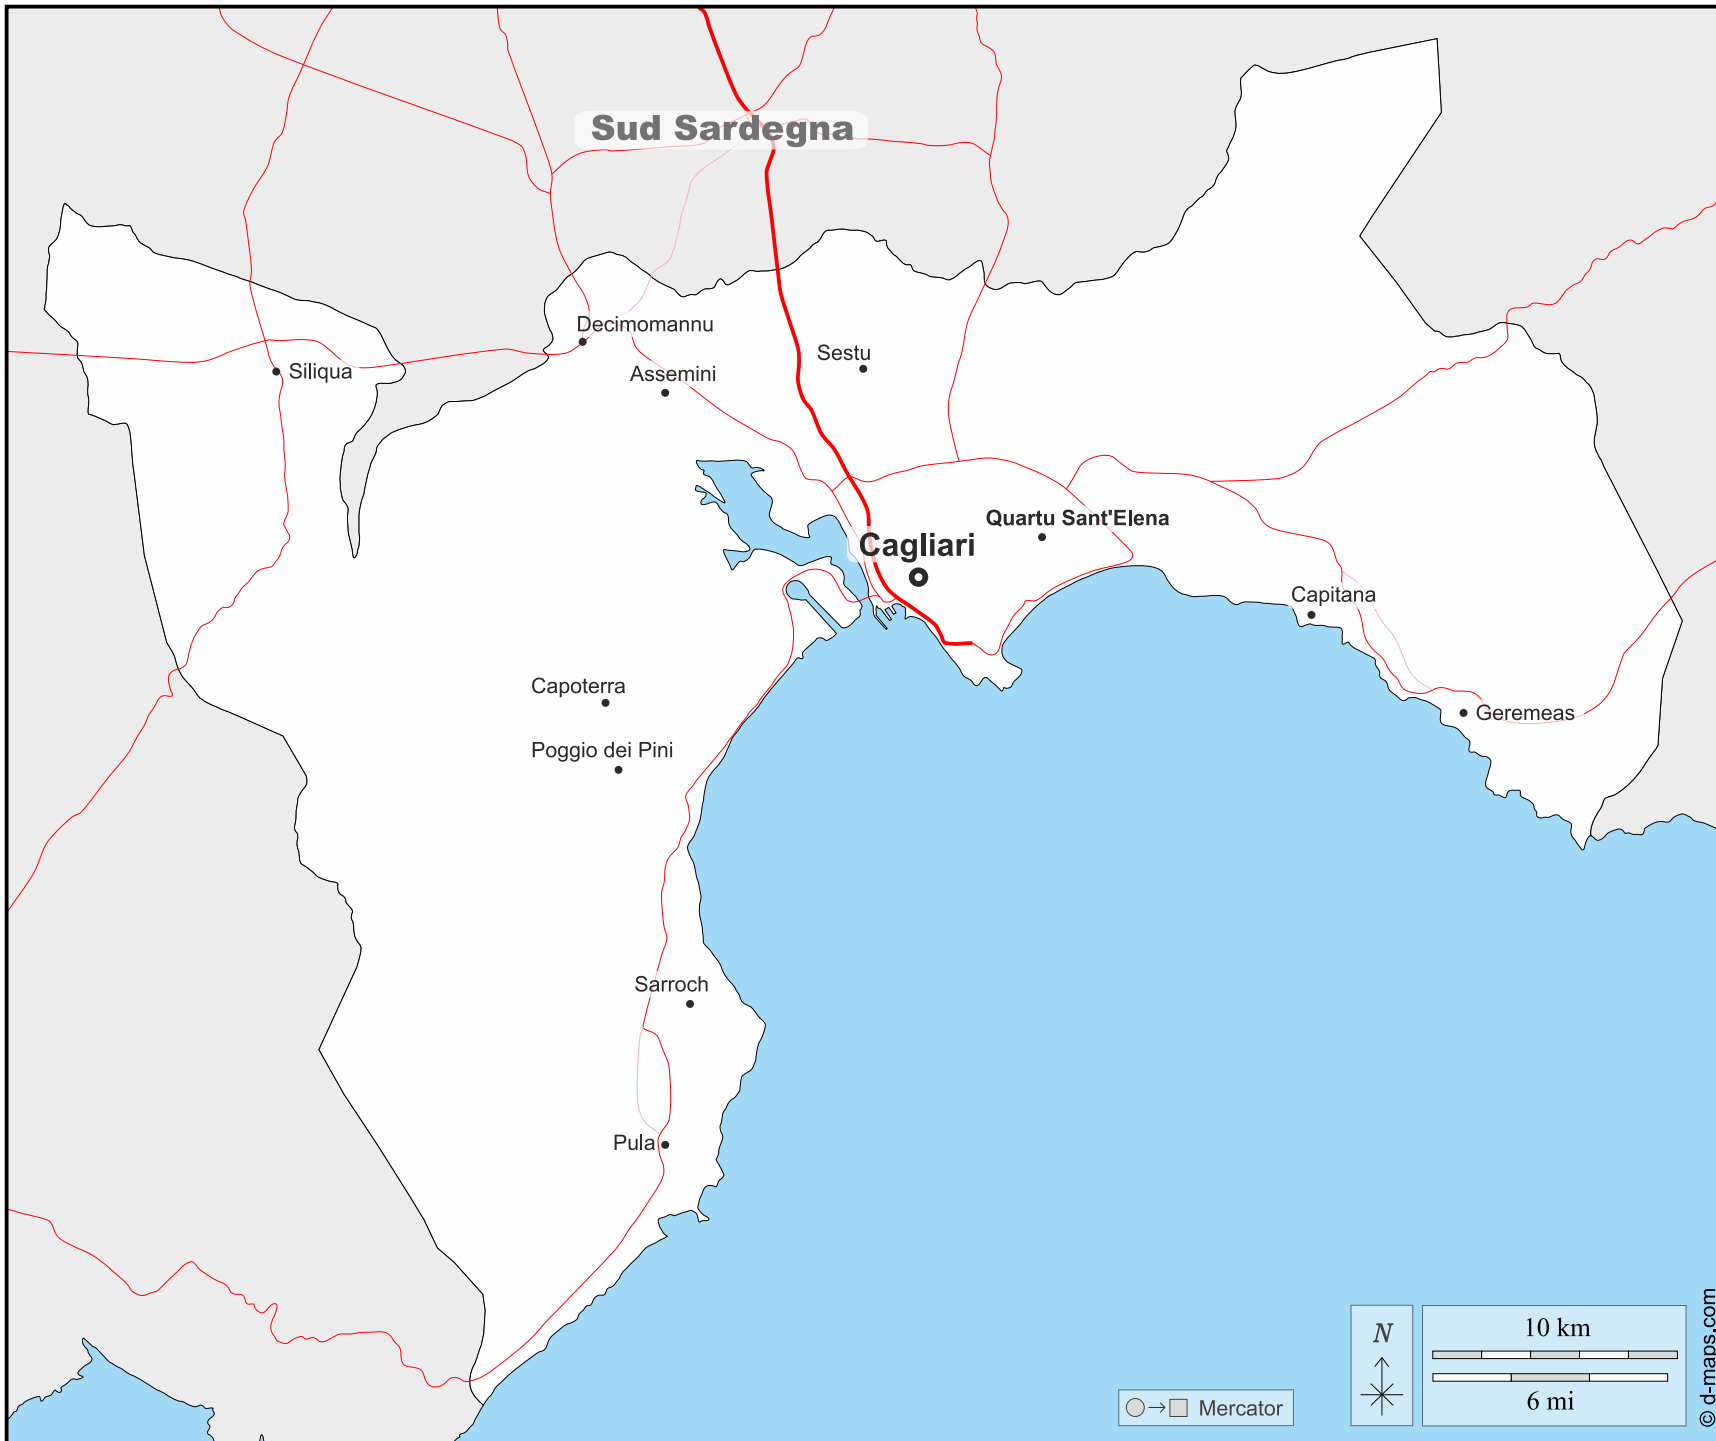 Sud Sardegna
Decimomannu
Sestu
Siliqua
Assemini
Quartu Sant'Elena
Cagliari
Capitana
Capoterra
Geremeas
Poggio dei Pini
Sarroch
Pula
N
10 km
6 mi
Mercator
© d-maps.com